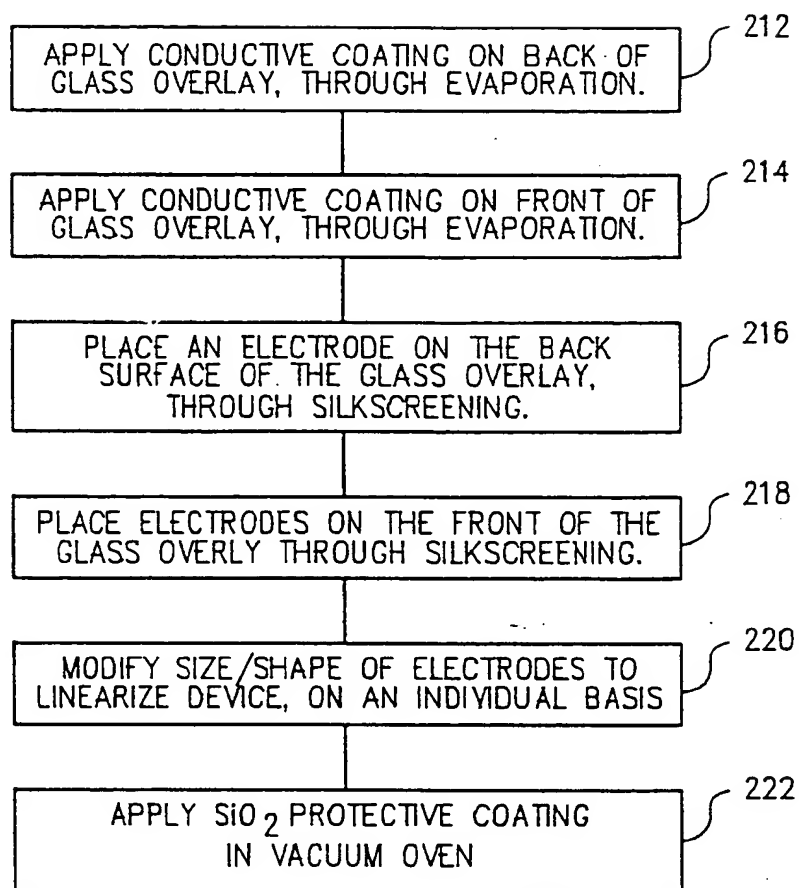 APPLY CONDUCTIVE COATING ON BACK OF
GLASS OVERLAY, THROUGH EVAPORATION.
212
APPLY CONDUCTIVE COATING ON FRONT OF
GLASS OVERLAY, THROUGH EVAPORATION.
214
PLACE AN ELECTRODE ON THE BACK
SURFACE OF THE GLASS OVERLAY,
THROUGH SILKSCREENING.
216
PLACE ELECTRODES ON THE FRONT OF THE
GLASS OVERLY THROUGH SILKSCREENING.
218
MODIFY SIZE/SHAPE OF ELECTRODES TO
LINEARIZE DEVICE, ON AN INDIVIDUAL BASIS
220
APPLY SiO2 PROTECTIVE COATING
IN VACUUM OVEN
222